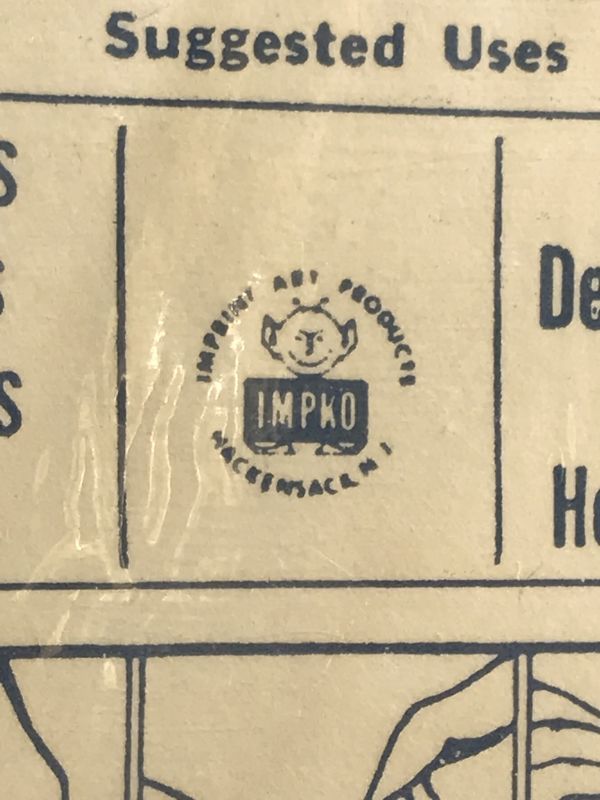 Suggested Uses
S
S
S
IMPRINT ART PRODUCTS
IMPKO
HACKENSACK, N J
De
He